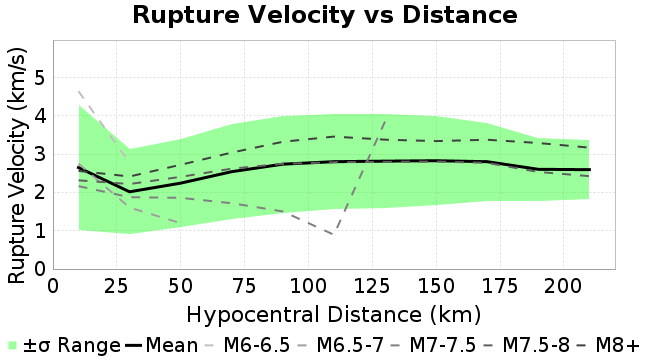 Rupture Velocity vs Distance
Rupture Velocity (km/s)
5
4
3
2
1
0
0 25 50 75 100 125 150 175 200
Hypocentral Distance (km)
±σ Range Mean M6-6.5 M6.5-7 M7-7.5 M7.5-8 M8+